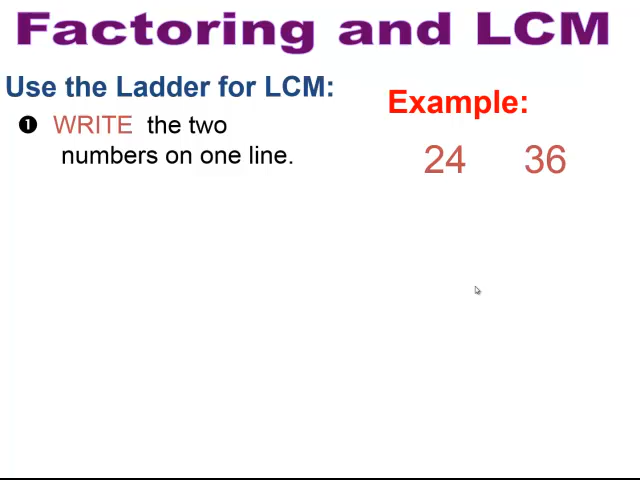 Factoring and LCM
Use the Ladder for LCM:
Example:
❶ WRITE the two
numbers on one line.
24 36